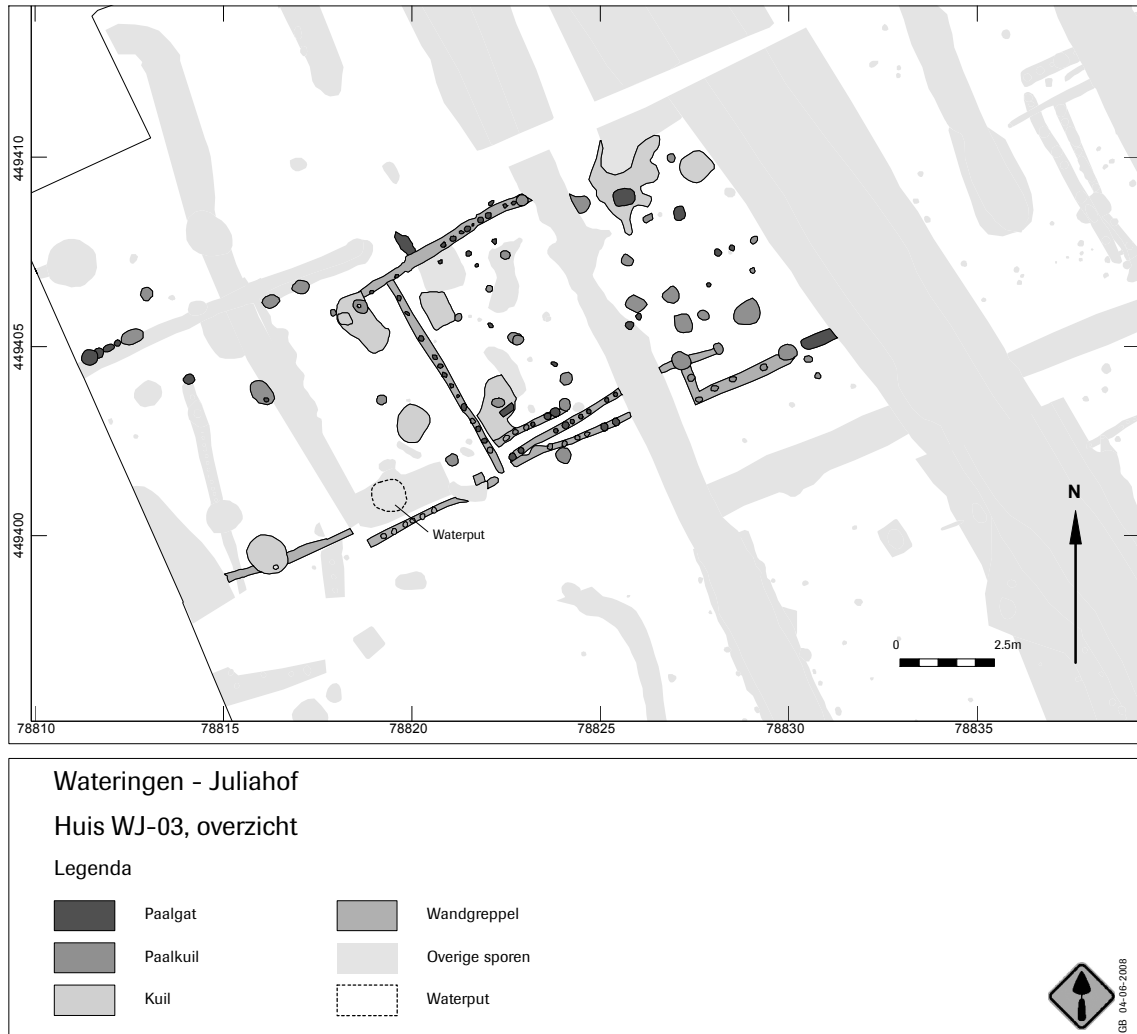 449410
449405
449400
Waterput
N
0
2.5m
78810
78815
78820
78825
78830
78835
Wateringen - Juliahof
Huis WJ-03, overzicht
Legenda
Paalgat
Paalkuil
Kuil
Wandgreppel
Overige sporen
Waterput
GB 04-06-2008